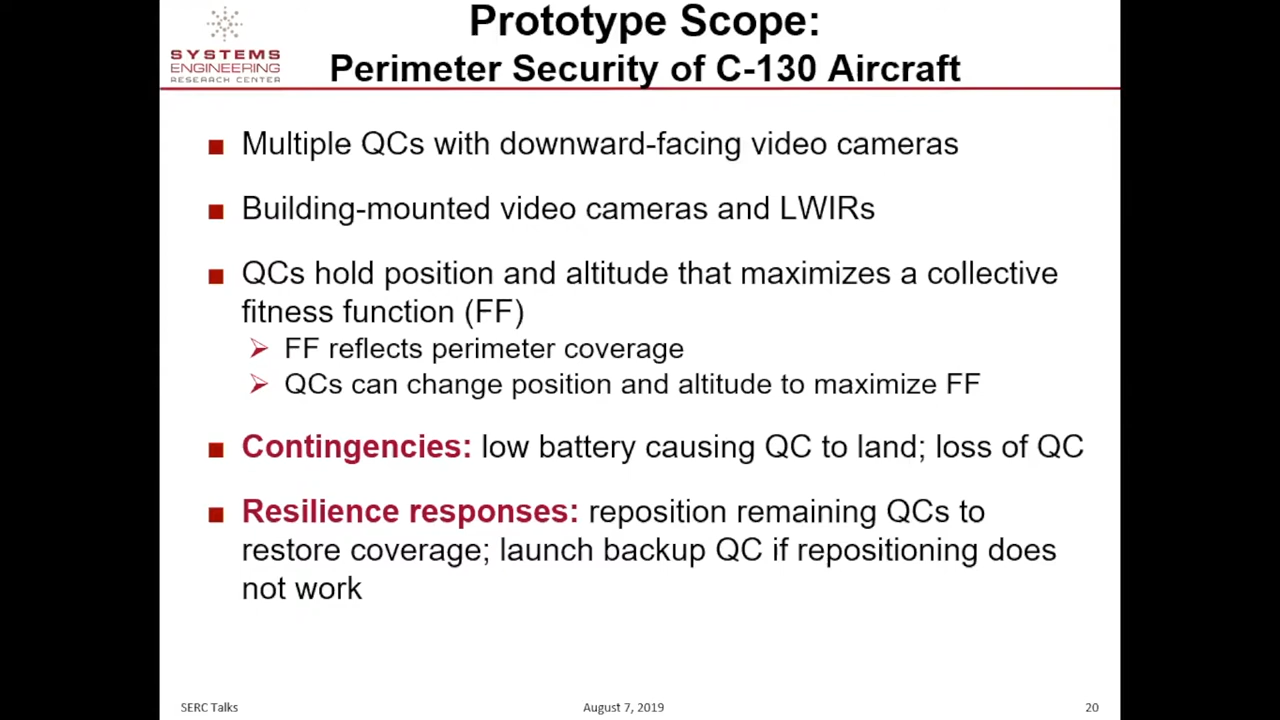 SYSTEMS
ENGINEERING
RESEARCH CENTER
Prototype Scope:
Perimeter Security of C-130 Aircraft
Multiple QCs with downward-facing video cameras
Building-mounted video cameras and LWIRs
QCs hold position and altitude that maximizes a collective
fitness function (FF)
FF reflects perimeter coverage
QCs can change position and altitude to maximize FF
Contingencies: low battery causing QC to land; loss of QC
Resilience responses: reposition remaining QCs to
restore coverage; launch backup QC if repositioning does
not work
SERC Talks
August 7, 2019
20